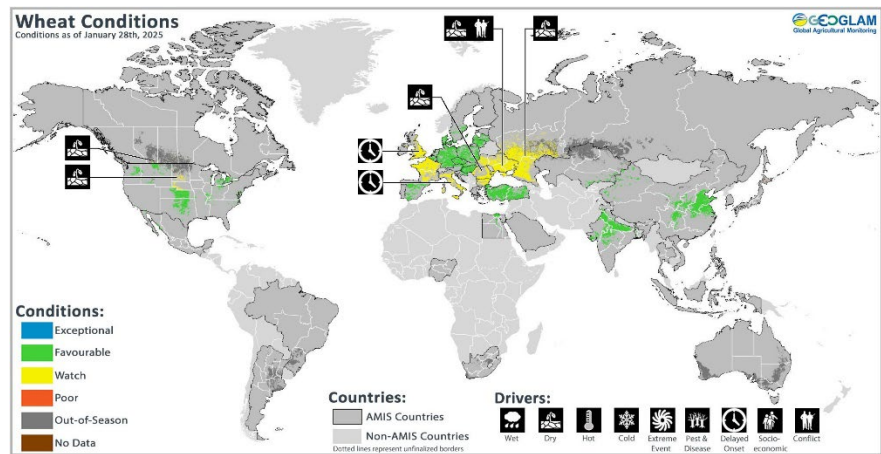 Wheat Conditions
Conditions as of January 28th, 2025
GEOGLAM
Global Agricultural Monitoring
Conditions:
Exceptional
Favourable
Watch
Poor
Out-of-Season
No Data
Countries:
AMIS Countries
Non-AMIS Countries
Dotted lines represent unfinalized borders
Drivers:
Wet
Dry
Hot
Cold
Extreme
Event
Pest &
Disease
Delayed
Onset
Socio-
economic
Conflict